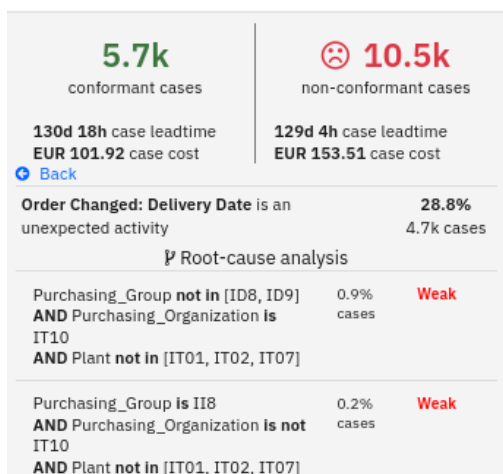 5.7k
conformant cases
130d 18h case leadtime
EUR 101.92 case cost
10.5k
non-conformant cases
129d 4h case leadtime
EUR 153.51 case cost
Back
Order Changed: Delivery Date is an
unexpected activity
28.8%
4.7k cases
Root-cause analysis
Purchasing_Group not in [ID8, ID9]
AND Purchasing_Organization is
IT10
AND Plant not in [IT01, IT02, IT07]
0.9%
cases
Weak
Purchasing_Group is II8
AND Purchasing_Organization is not
IT10
AND Plant not in [IT01, IT02, IT07]
0.2%
cases
Weak